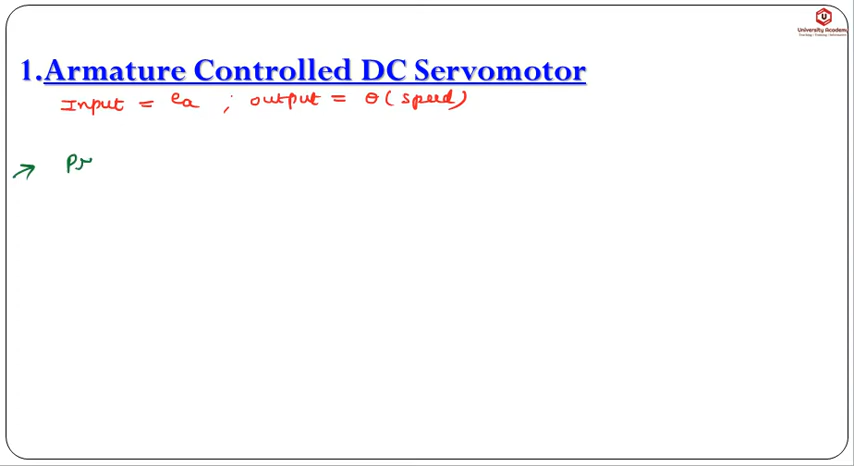 University Academy
1.Armature Controlled DC Servomotor
Input = ea ; output = θ (speed)
→ Pr